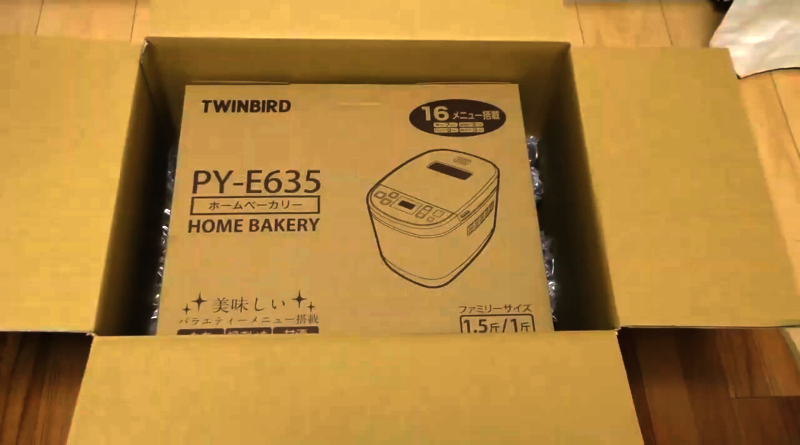 TWINBIRD
16メニュー搭載
PY-E635
ホームベーカリー
HOME BAKERY
美味しい
バラエティーメニュー搭載
ファミリーサイズ
1.5斤/1斤